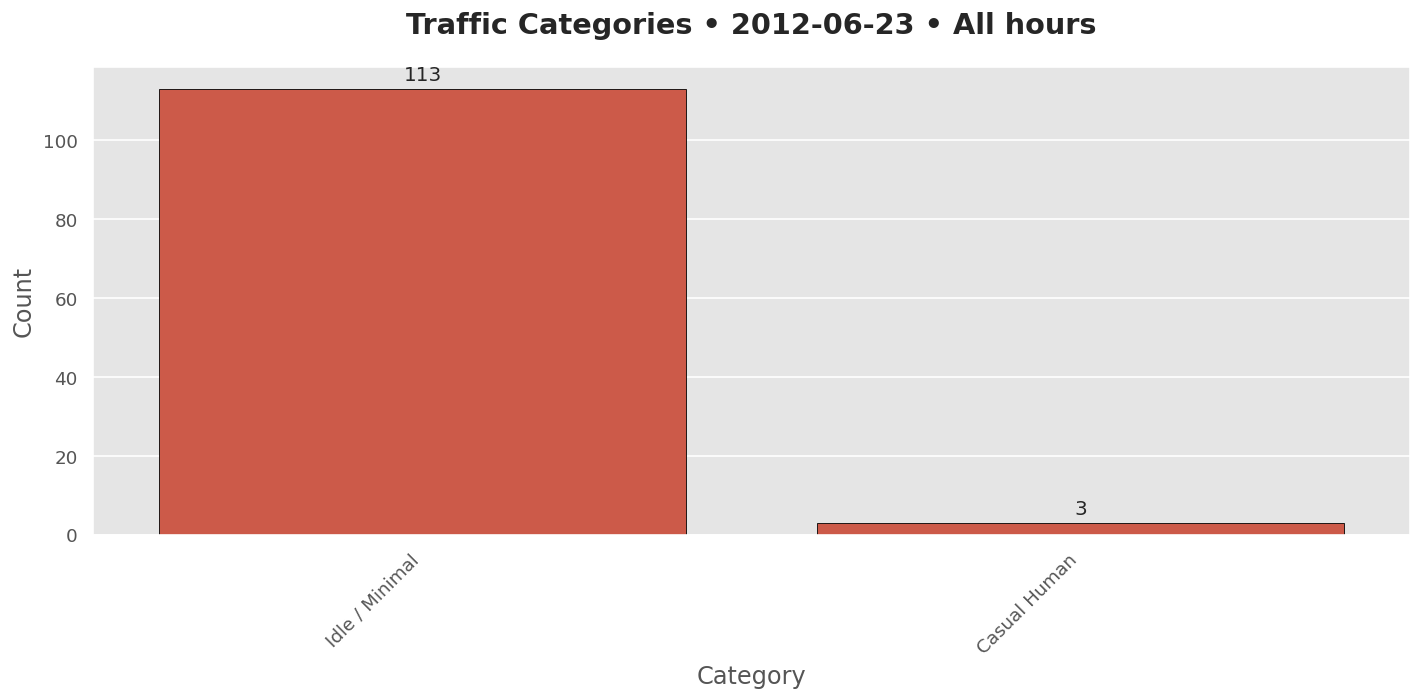 Traffic Categories • 2012-06-23 • All hours
113
100
80
60
40
20
0
Count
3
Idle / Minimal
Casual Human
Category